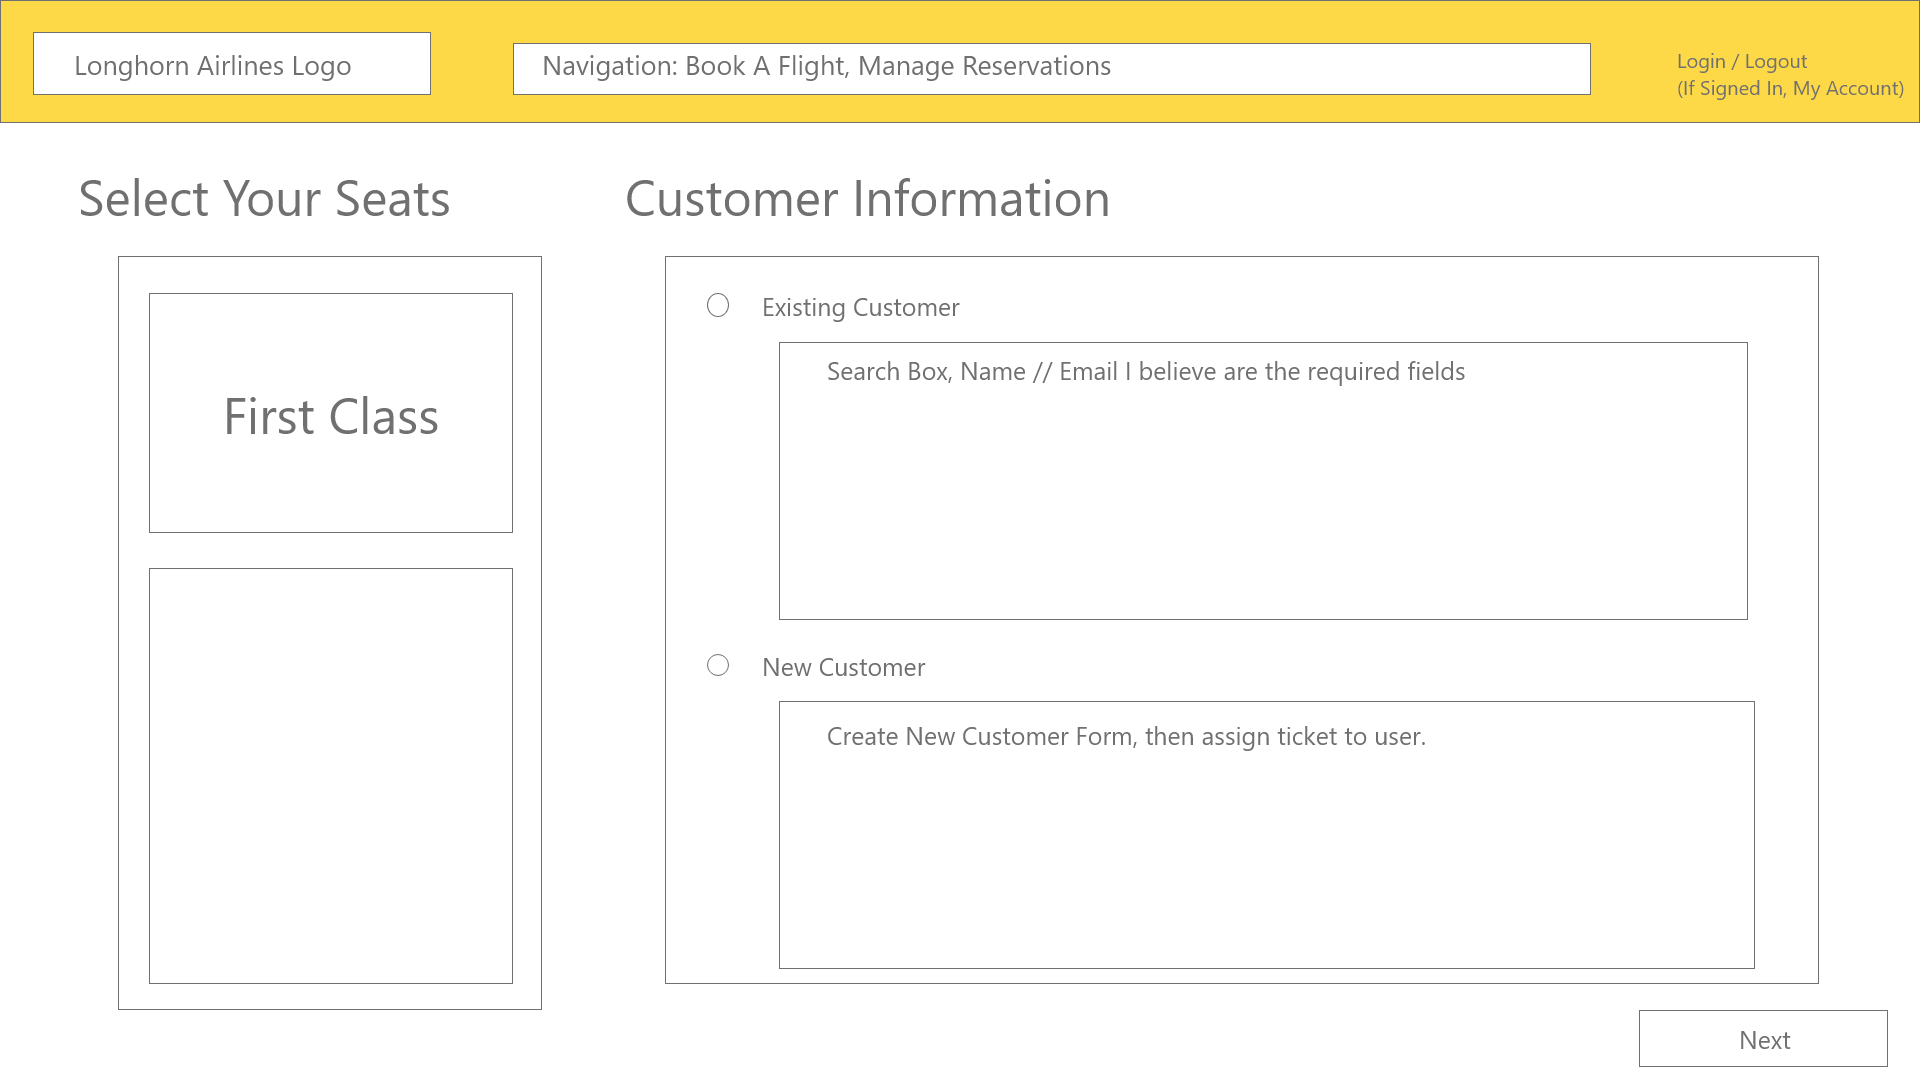 Longhorn Airlines Logo
Navigation: Book A Flight, Manage Reservations
Login / Logout
(If Signed In, My Account)
Select Your Seats
First Class
Customer Information
Existing Customer
Search Box, Name // Email I believe are the required fields
New Customer
Create New Customer Form, then assign ticket to user.
Next